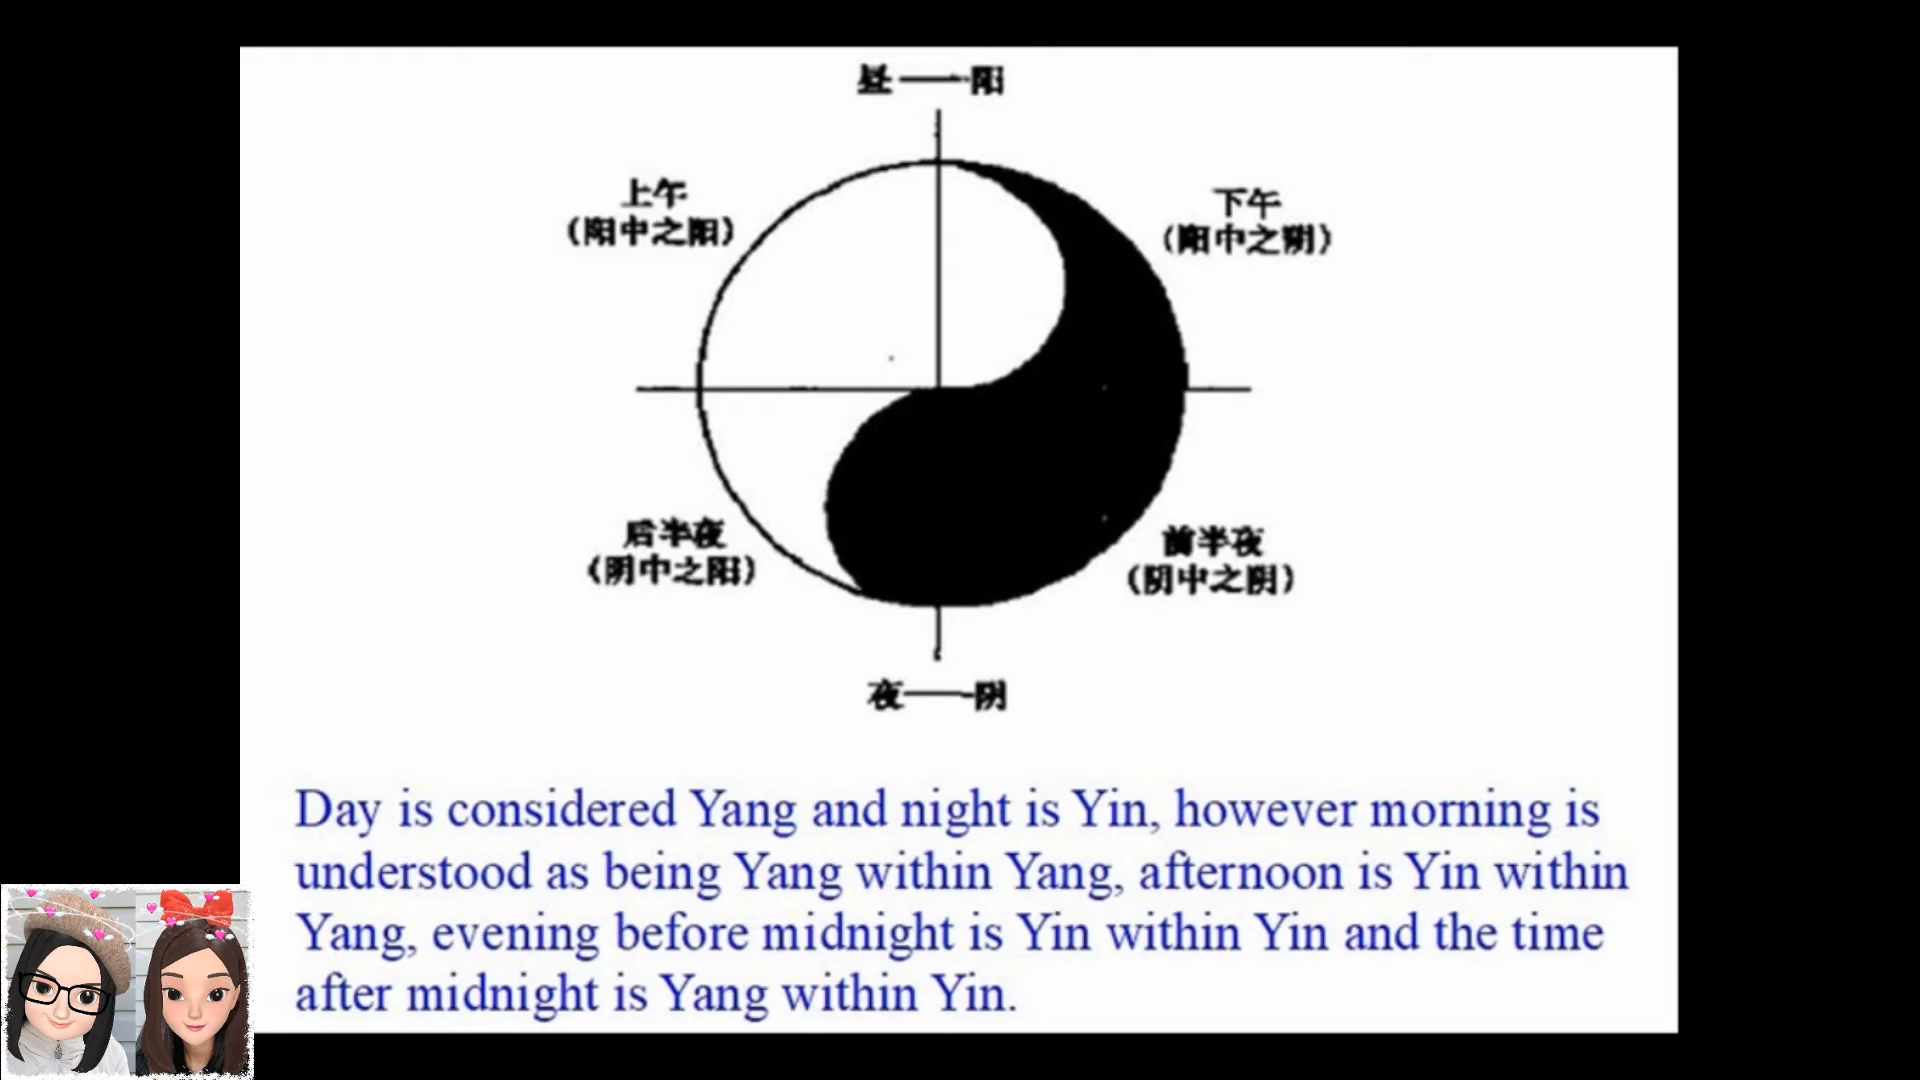 昼——阳
上午
(阳中之阳)
下午
(阳中之阴)
后半夜
(阴中之阳)
前半夜
(阴中之阴)
夜——阴
Day is considered Yang and night is Yin, however morning is
understood as being Yang within Yang, afternoon is Yin within
Yang, evening before midnight is Yin within Yin and the time
after midnight is Yang within Yin.